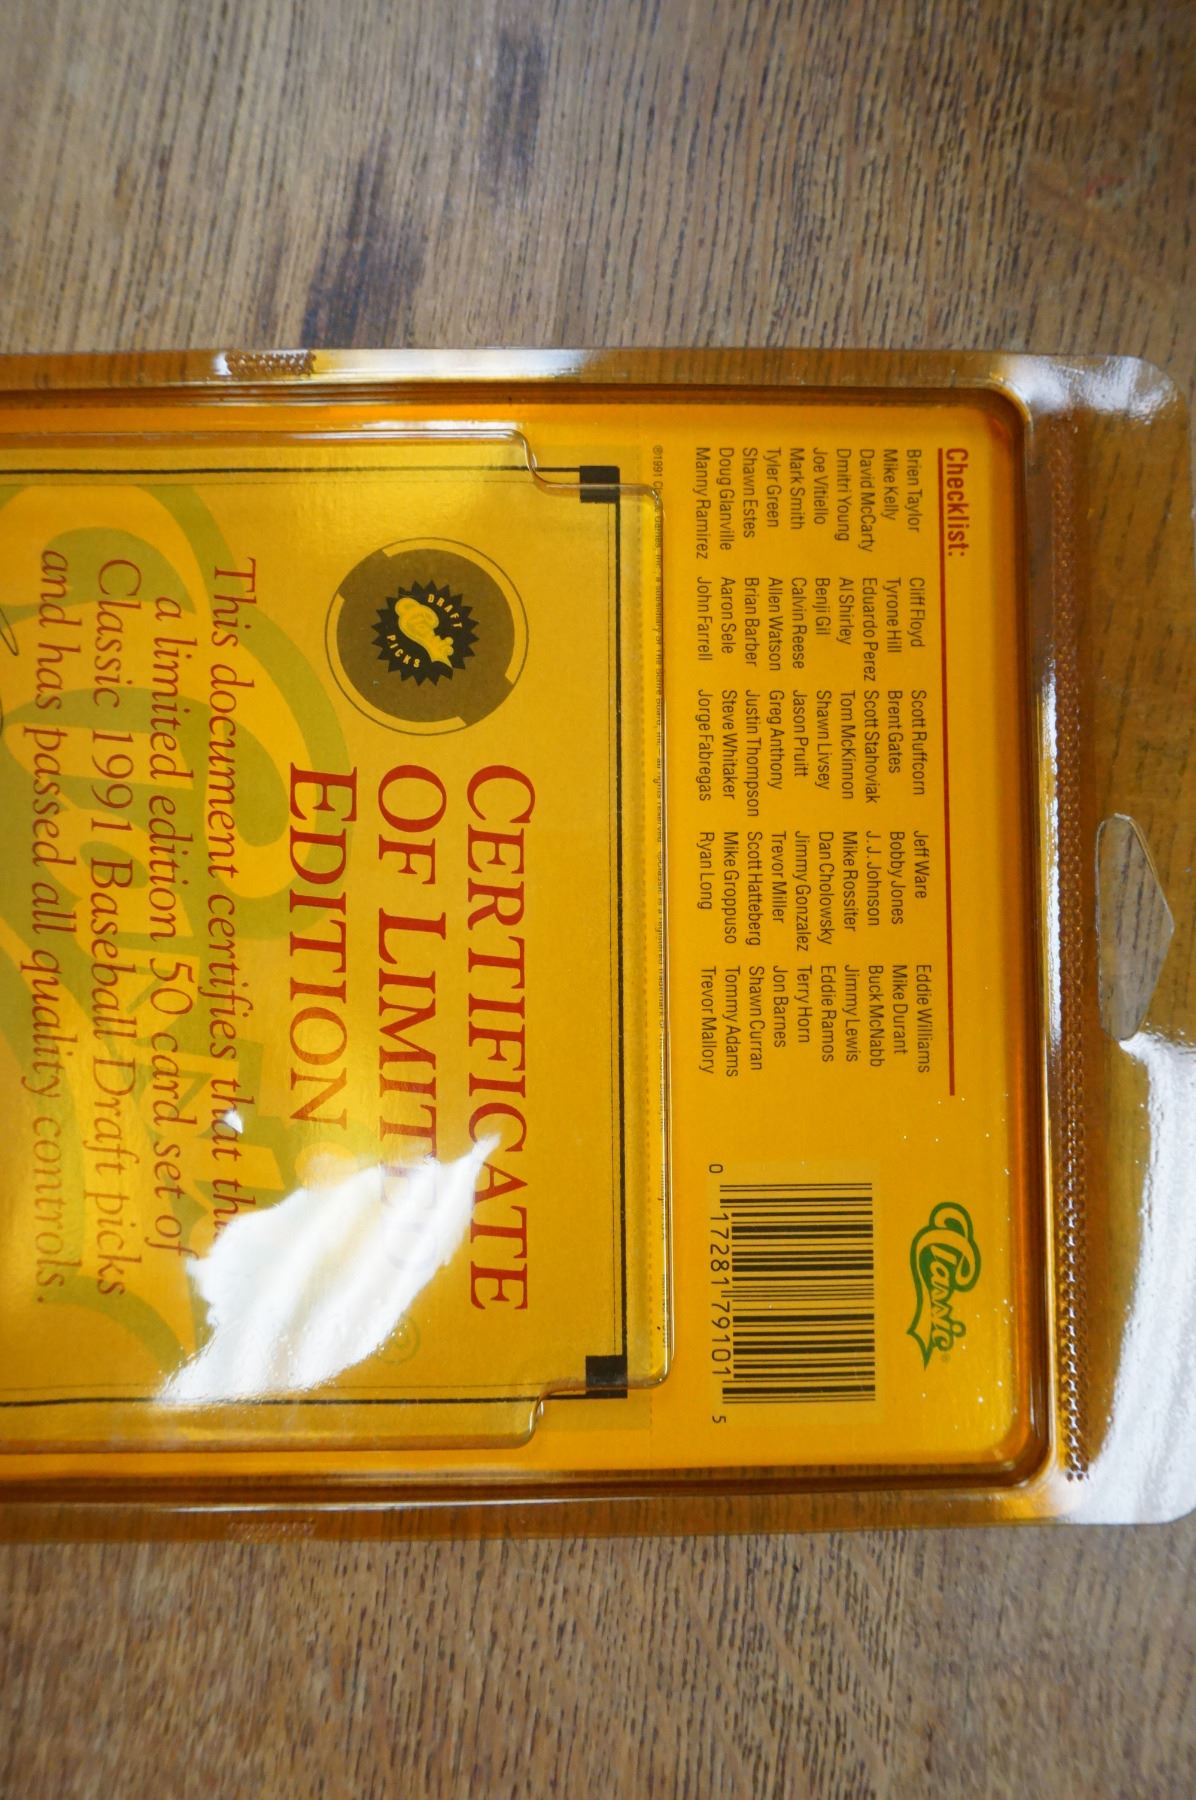 Checklist:
Brien Taylor Cliff Floyd Scott Ruffcorn Jeff Ware Eddie Williams
Mike Kelly Tyrone Hill Brent Gates Bobby Jones Mike Durant
David McCarty Eduardo Perez Scott Stahoviak J.J. Johnson Buck McNabb
Dmitri Young Al Shirley Tom McKinnon Mike Rossiter Jimmy Lewis
Joe Vitiello Benji Gil Shawn Livsey Dan Cholowsky Eddie Ramos
Mark Smith Calvin Reese Jason Pruitt Jimmy Gonzalez Terry Horn
Tyler Green Allen Watson Greg Anthony Trevor Miller Jon Barnes
Shawn Estes Brian Barber Justin Thompson Scott Hatteberg Shawn Curran
Doug Glanville Aaron Sele Steve Whitaker Mike Groppuso Tommy Adams
Manny Ramirez John Farrell Jorge Fabregas Ryan Long Trevor Mallory
Classic
0 17281 79101 5
©1991
DRAFT
PICKS
CERTIFICATE
OF LIMITED
EDITION
This document certifies that
a limited edition 50 card set of
Classic 1991 Baseball Draft picks
and has passed all quality controls.